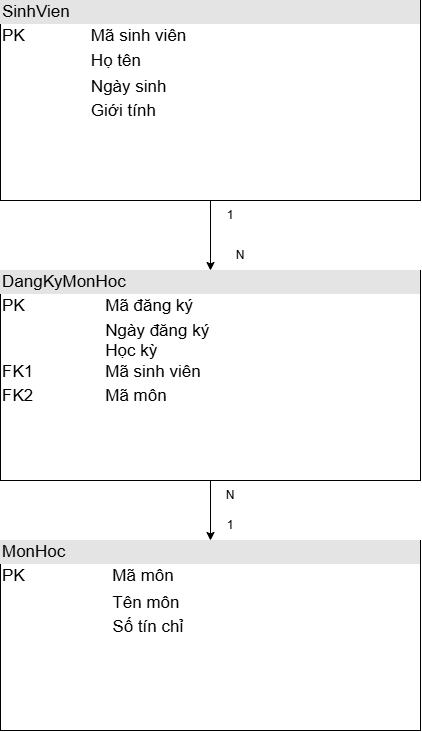 SinhVien
PK Mã sinh viên
Họ tên
Ngày sinh
Giới tính
1
N
DangKyMonHoc
PK Mã đăng ký
Ngày đăng ký
Học kỳ
FK1 Mã sinh viên
FK2 Mã môn
N
1
MonHoc
PK Mã môn
Tên môn
Số tín chỉ